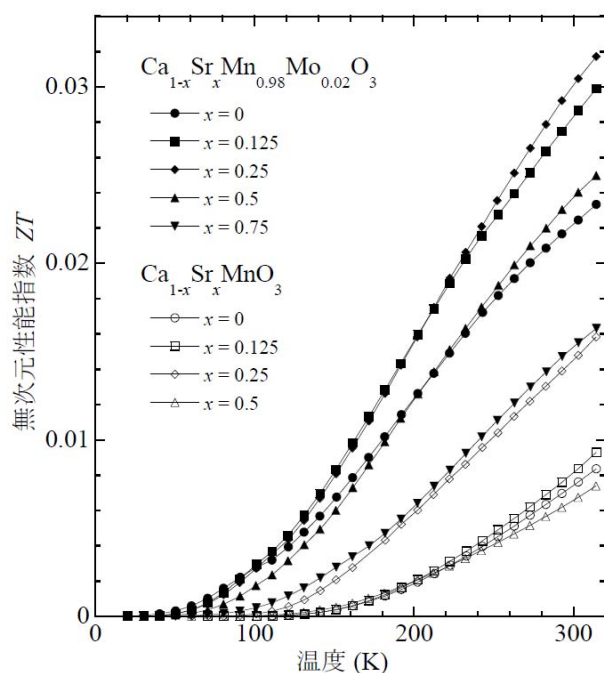 0.03
0.02
0.01
0
無次元性能指数 ZT
Ca1-xSrxMn0.98Mo0.02O3
x = 0
x = 0.125
x = 0.25
x = 0.5
x = 0.75
Ca1-xSrxMnO3
x = 0
x = 0.125
x = 0.25
x = 0.5
0 100 200 300
温度 (K)